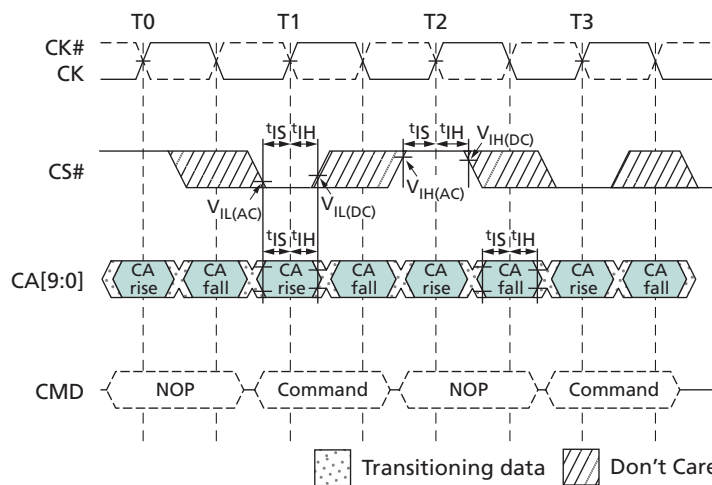 T0 T1 T2 T3
CK#
CK
tIS tIH tIS tIH VIH(DC)
CS#
VIL(AC) VIL(DC) VIH(AC)
tIS tIH tIS tIH
CA[9:0]
CA rise CA fall CA rise CA fall CA rise CA fall CA rise CA fall
CMD NOP Command NOP Command
Transitioning data Don't Care